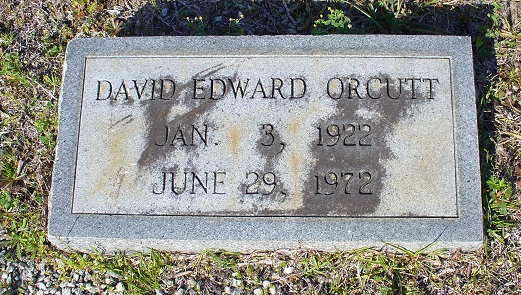 DAVID EDWARD ORCUTT
JAN. 3, 1922
JUNE 29, 1972